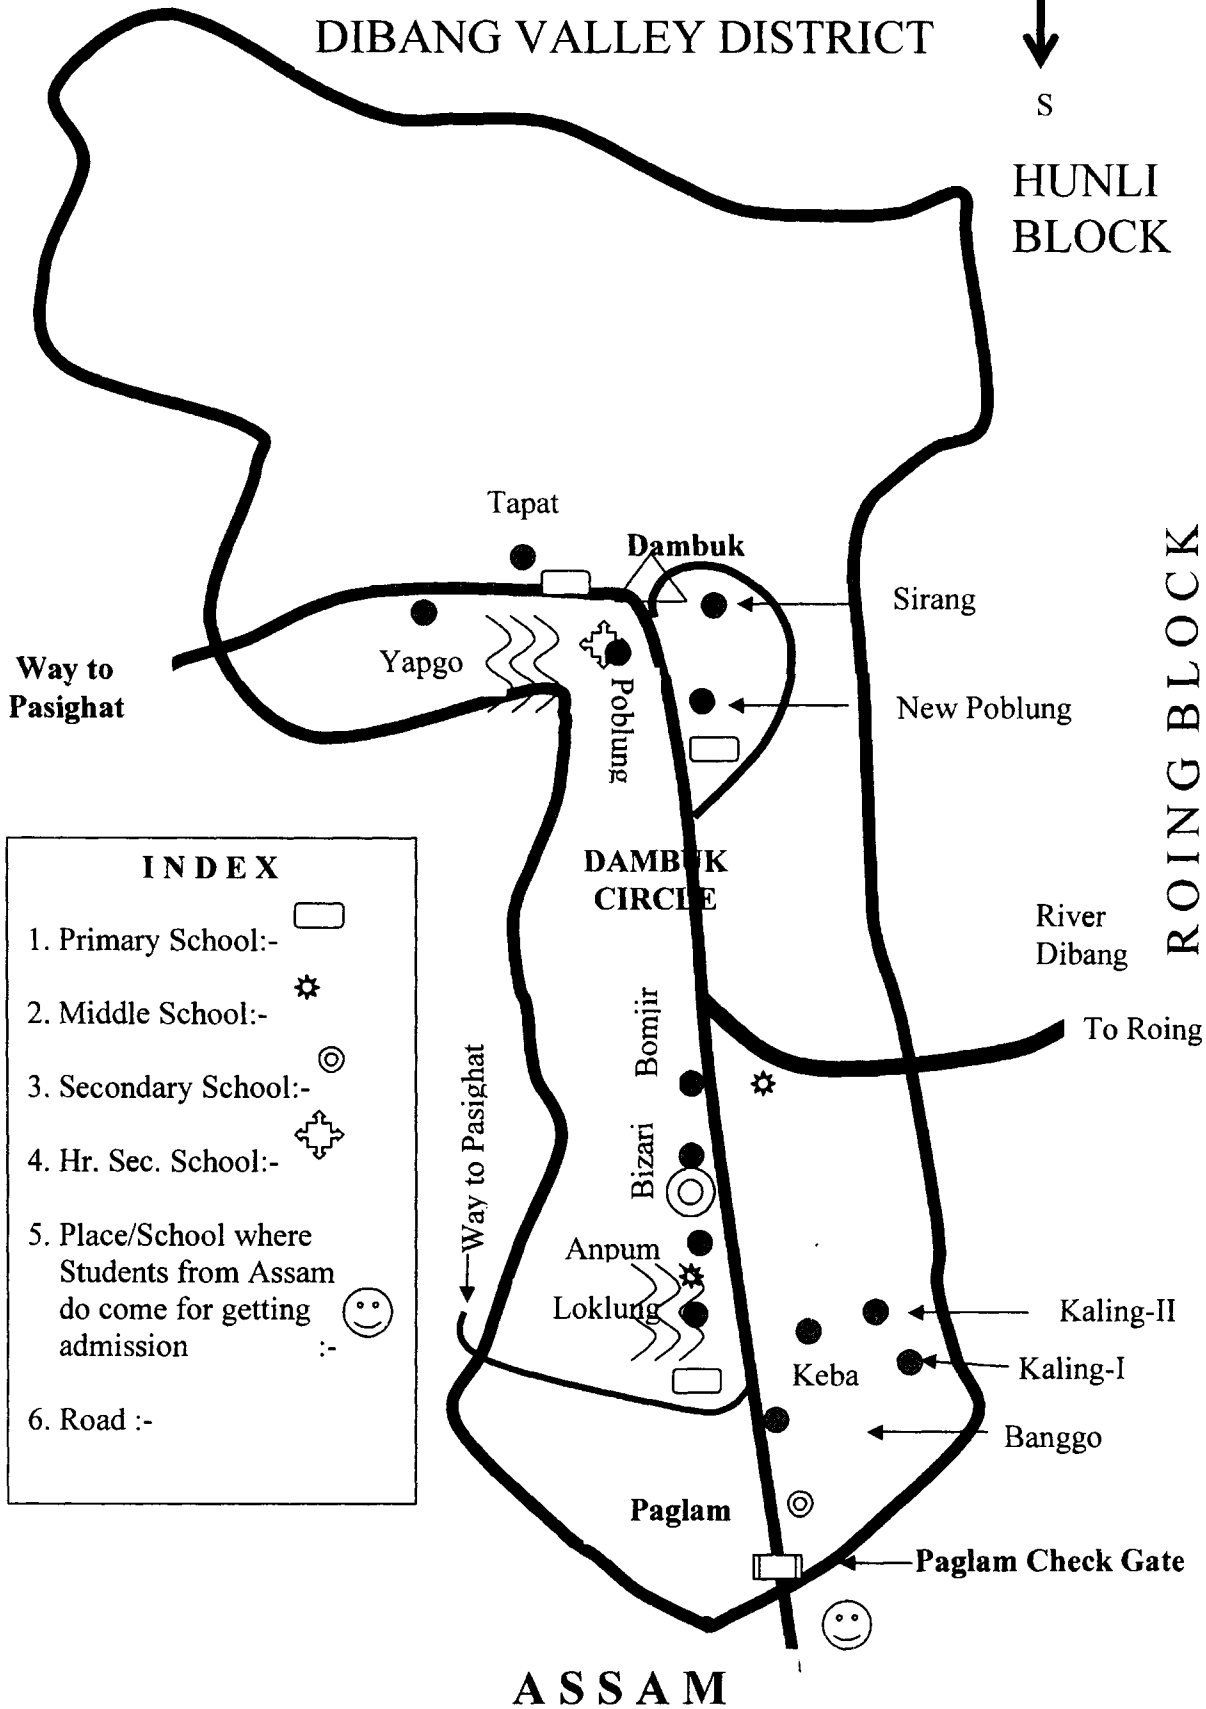 DIBANG VALLEY DISTRICT
S
HUNLI
BLOCK
Tapat
Dambuk
Sirang
ROING BLOCK
Way to
Pasighat
Yapgo
Poblung
New Poblung
DAMBUK
CIRCLE
River
Dibang
To Roing
Bomjir
Way to Pasighat
Bizari
Anpum
Loklung
Kaling-II
Keba
Kaling-I
Banggo
Paglam
Paglam Check Gate
ASSAM
INDEX
1. Primary School:-
2. Middle School:-
3. Secondary School:-
4. Hr. Sec. School:-
5. Place/School where
Students from Assam
do come for getting
admission :-
6. Road :-